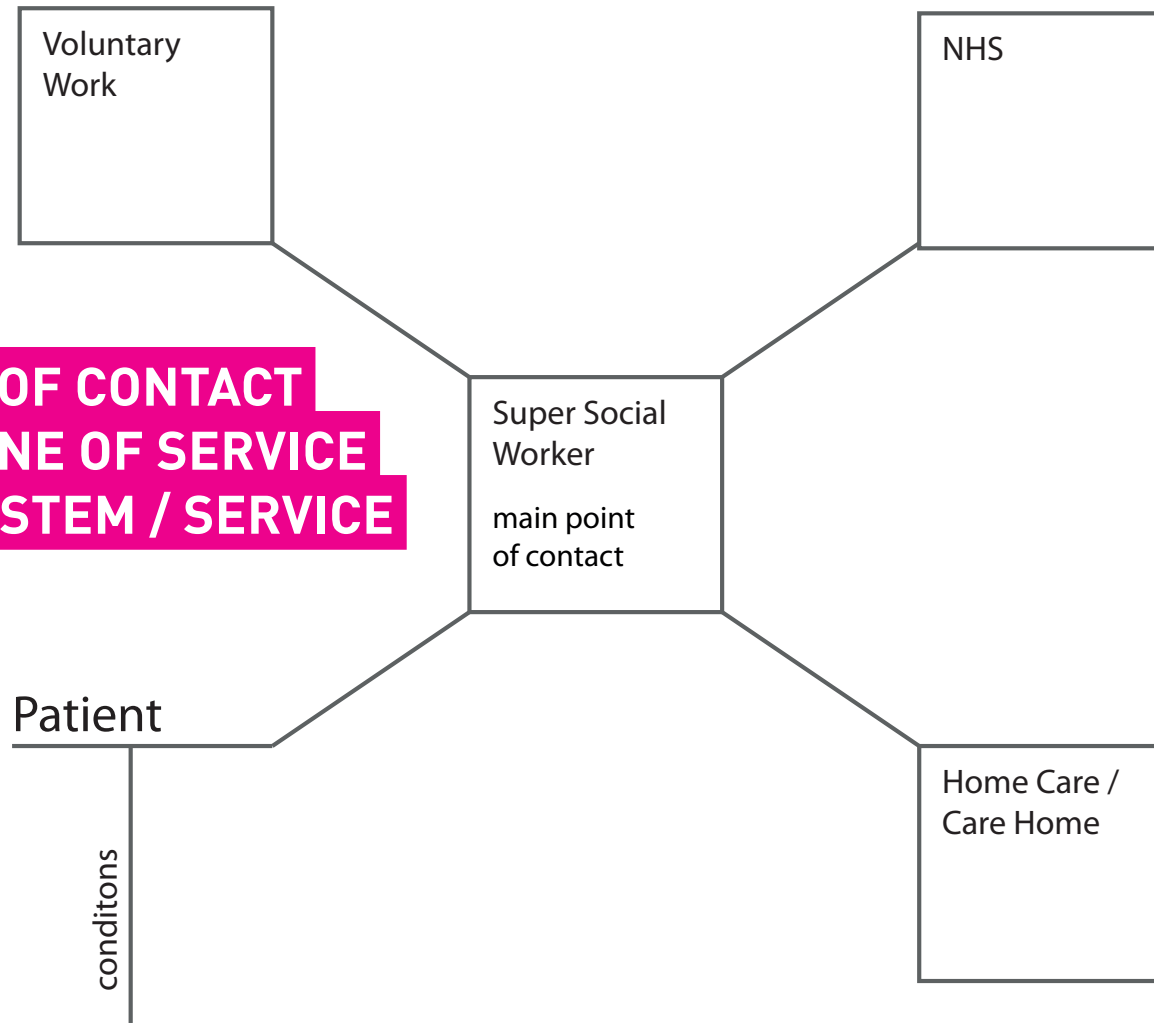 Voluntary
Work
NHS
OF CONTACT
NE OF SERVICE
STEM / SERVICE
Super Social
Worker
main point
of contact
Patient
conditons
Home Care /
Care Home